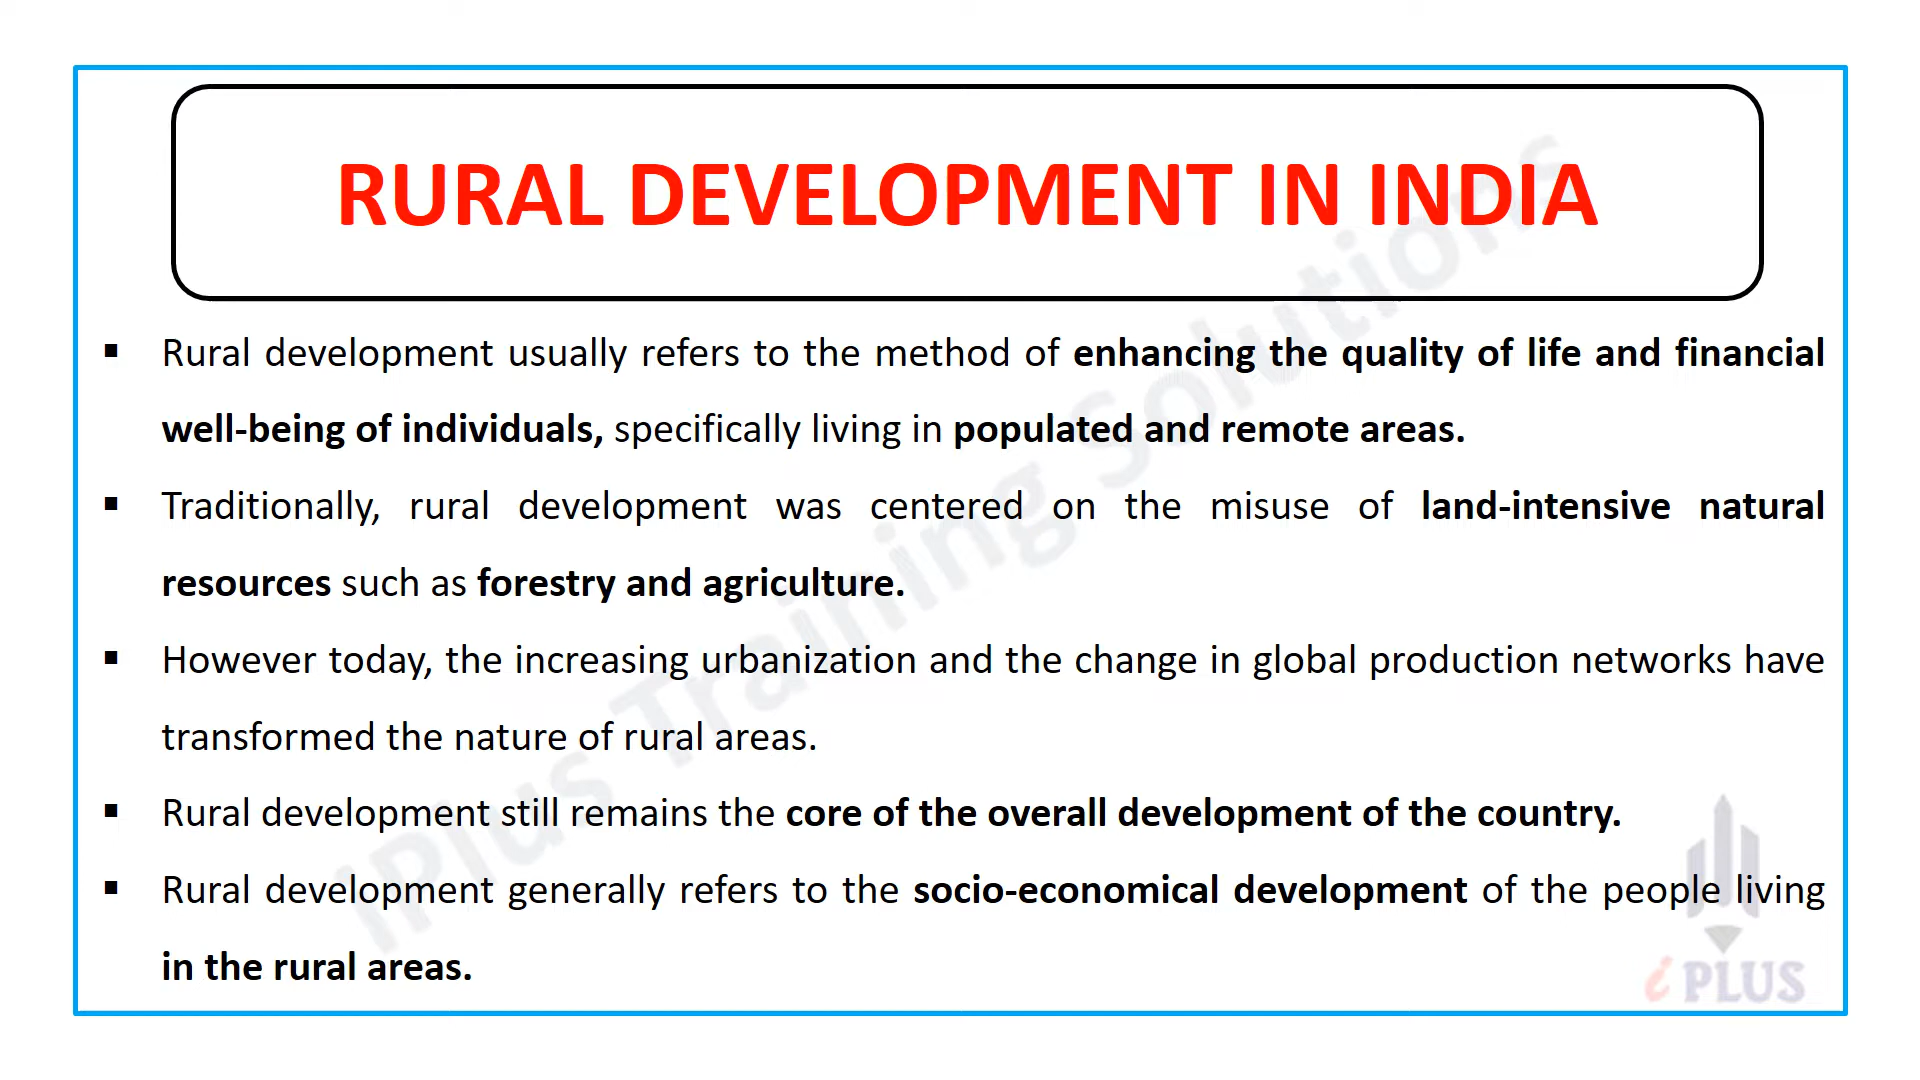 RURAL DEVELOPMENT IN INDIA
▪ Rural development usually refers to the method of enhancing the quality of life and financial
well-being of individuals, specifically living in populated and remote areas.
▪ Traditionally, rural development was centered on the misuse of land-intensive natural
resources such as forestry and agriculture.
▪ However today, the increasing urbanization and the change in global production networks have
transformed the nature of rural areas.
▪ Rural development still remains the core of the overall development of the country.
▪ Rural development generally refers to the socio-economical development of the people living
in the rural areas.
iPlus Training Solutions
i PLUS